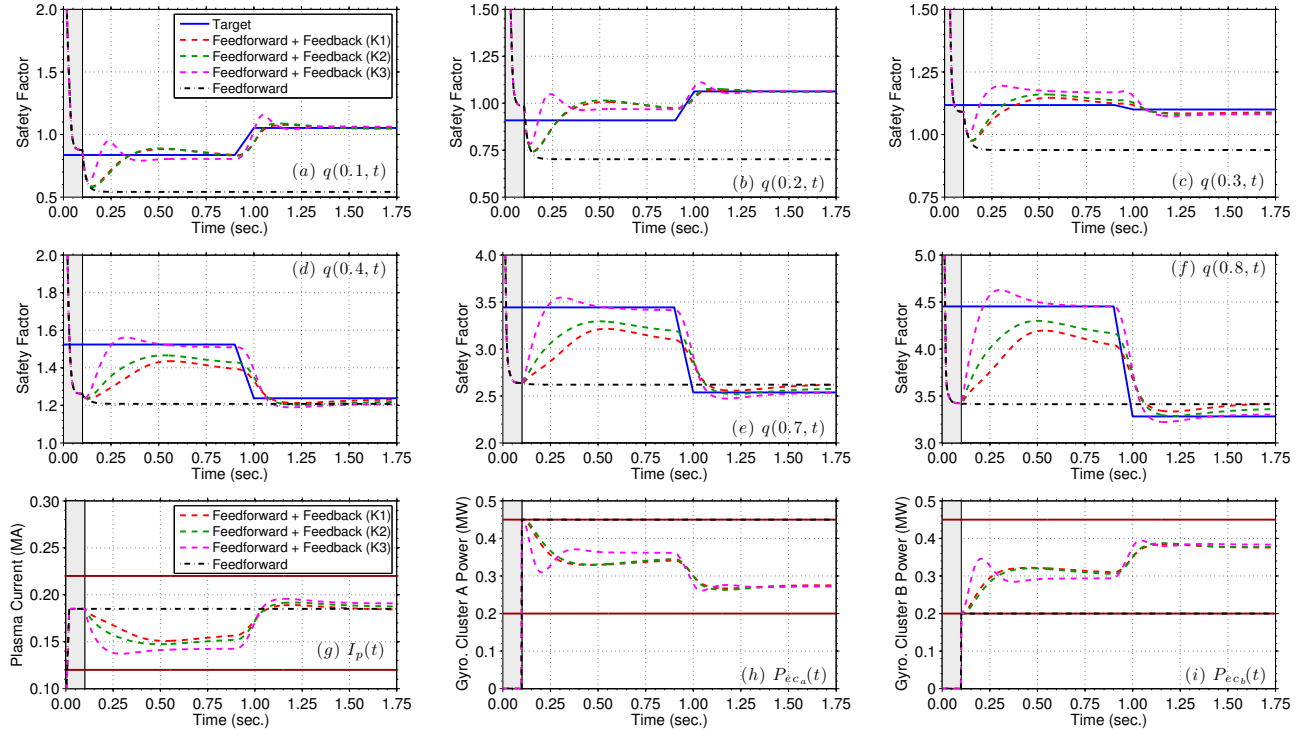 2.0
1.5
1.0
0.5
Safety Factor
Target
Feedforward + Feedback (K1)
Feedforward + Feedback (K2)
Feedforward + Feedback (K3)
Feedforward
(a) q(0.1, t)
0.00 0.25 0.50 0.75 1.00 1.25 1.50 1.75
Time (sec.)
1.50
1.25
1.00
0.75
0.50
Safety Factor
(b) q(0.2, t)
0.00 0.25 0.50 0.75 1.00 1.25 1.50 1.75
Time (sec.)
1.50
1.25
1.00
0.75
Safety Factor
(c) q(0.3, t)
0.00 0.25 0.50 0.75 1.00 1.25 1.50 1.75
Time (sec.)
2.0
1.8
1.6
1.4
1.2
1.0
Safety Factor
(d) q(0.4, t)
0.00 0.25 0.50 0.75 1.00 1.25 1.50 1.75
Time (sec.)
4.0
3.5
3.0
2.5
2.0
Safety Factor
(e) q(0.7, t)
0.00 0.25 0.50 0.75 1.00 1.25 1.50 1.75
Time (sec.)
5.0
4.5
4.0
3.5
3.0
Safety Factor
(f) q(0.8, t)
0.00 0.25 0.50 0.75 1.00 1.25 1.50 1.75
Time (sec.)
0.30
0.25
0.20
0.15
0.10
Plasma Current (MA)
Feedforward + Feedback (K1)
Feedforward + Feedback (K2)
Feedforward + Feedback (K3)
Feedforward
(g) I_p(t)
0.00 0.25 0.50 0.75 1.00 1.25 1.50 1.75
Time (sec.)
0.5
0.4
0.3
0.2
0.1
0
Gyro. Cluster A Power (MW)
(h) P_{ec_a}(t)
0.00 0.25 0.50 0.75 1.00 1.25 1.50 1.75
Time (sec.)
0.5
0.4
0.3
0.2
0.1
0
Gyro. Cluster B Power (MW)
(i) P_{ec_b}(t)
0.00 0.25 0.50 0.75 1.00 1.25 1.50 1.75
Time (sec.)